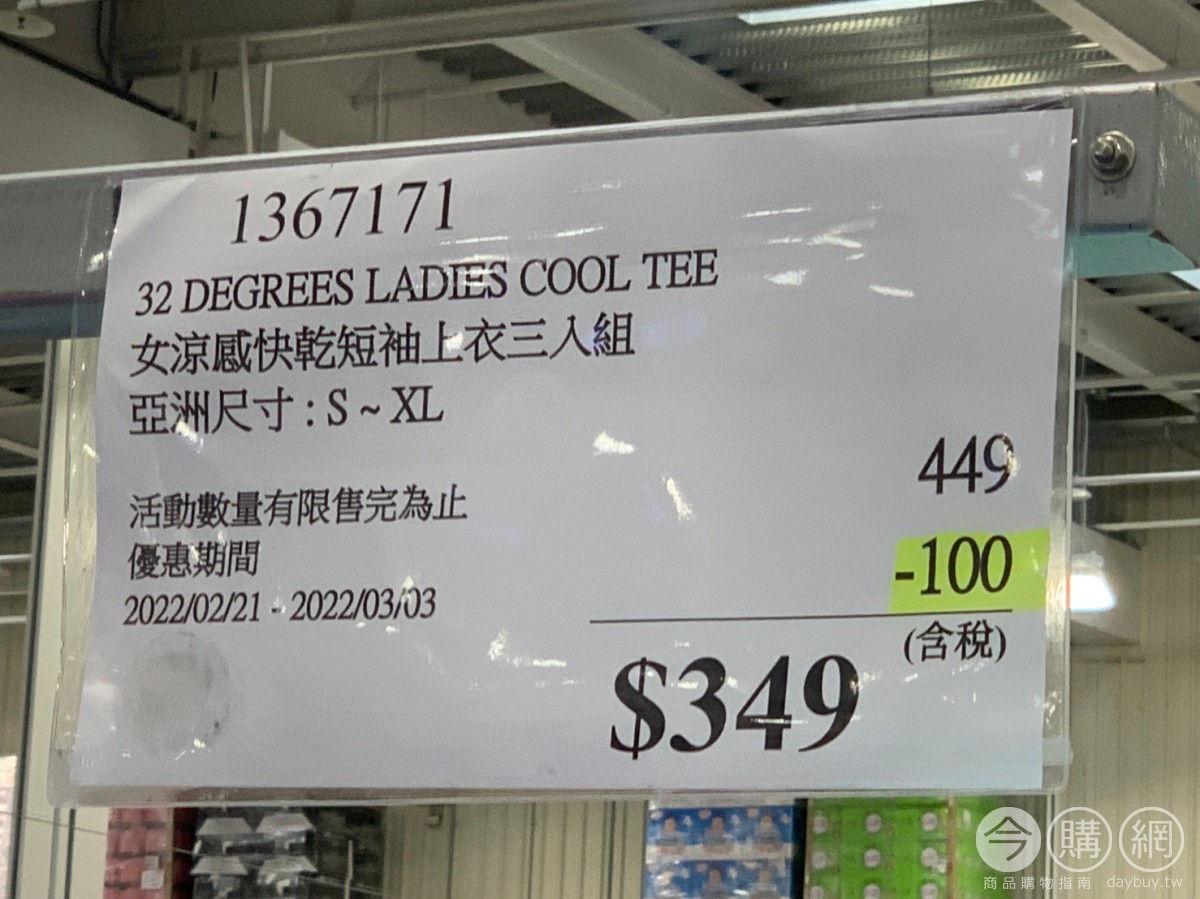 1367171
32 DEGREES LADIES COOL TEE
女涼感快乾短袖上衣三入組
亞洲尺寸 : S ~ XL
449
活動數量有限售完為止
優惠期間
-100
2022/02/21 - 2022/03/03
(含稅)
$349
今購網
商品購物指南 daybuy.tw